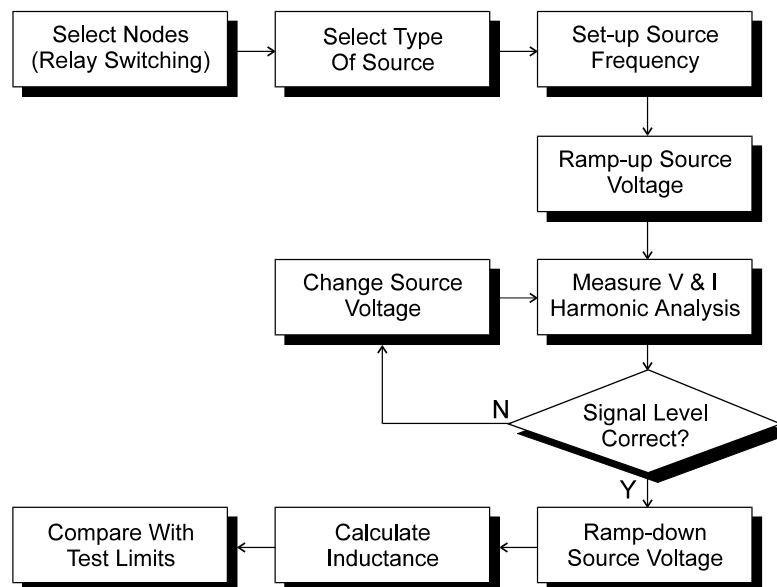 Select Nodes
(Relay Switching)
Select Type
Of Source
Set-up Source
Frequency
Ramp-up Source
Voltage
Change Source
Voltage
Measure V & I
Harmonic Analysis
N
Signal Level
Correct?
Y
Compare With
Test Limits
Calculate
Inductance
Ramp-down
Source Voltage